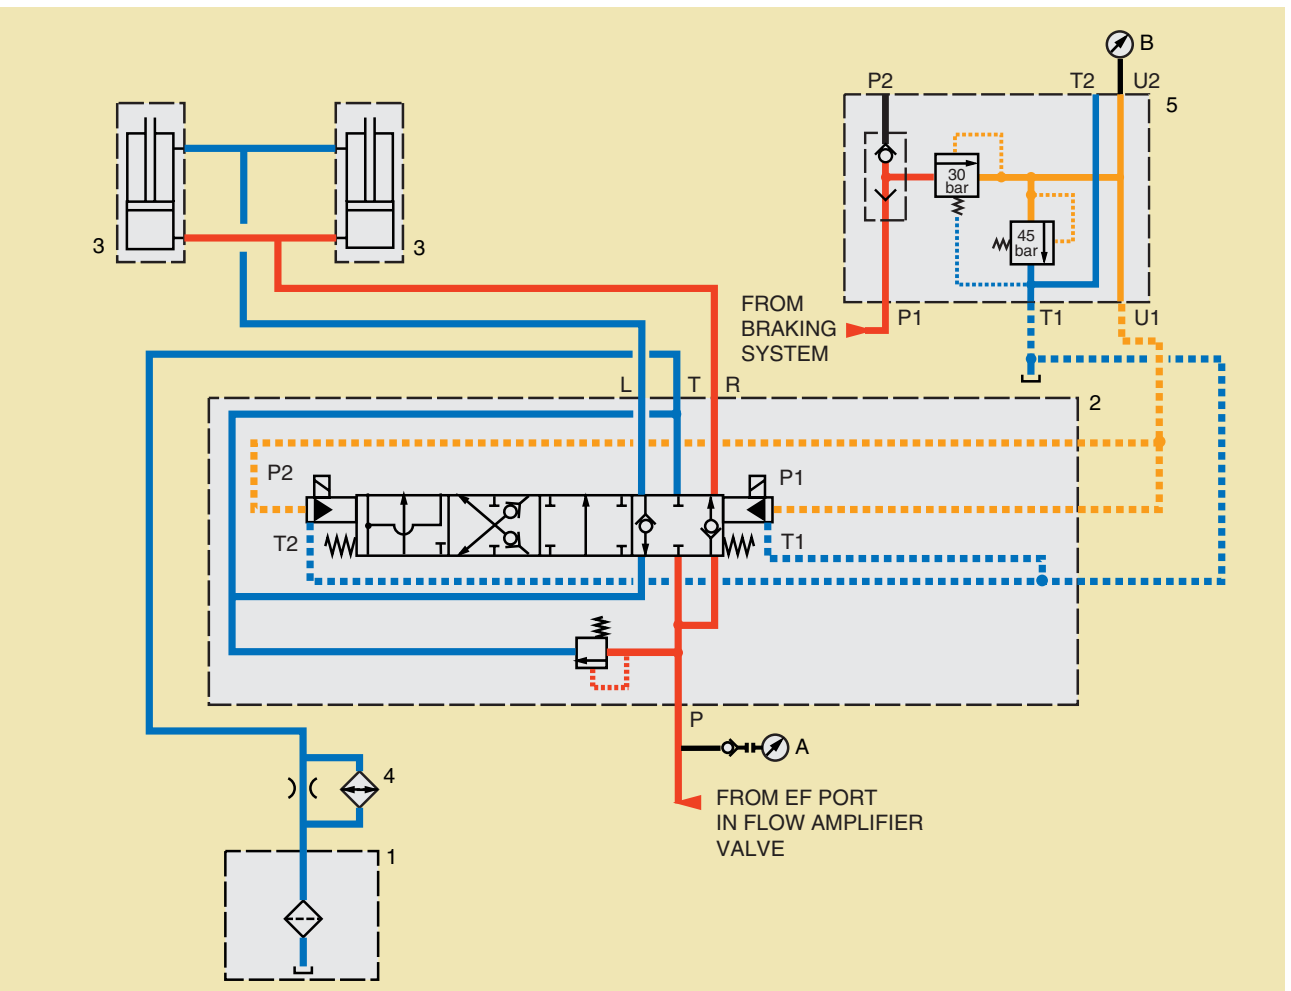 B
P2
T2
U2
5
30
bar
45
bar
3
3
FROM
BRAKING
SYSTEM
P1
T1
U1
L
T
R
2
P2
P1
T2
T1
P
A
4
FROM EF PORT
IN FLOW AMPLIFIER
VALVE
1